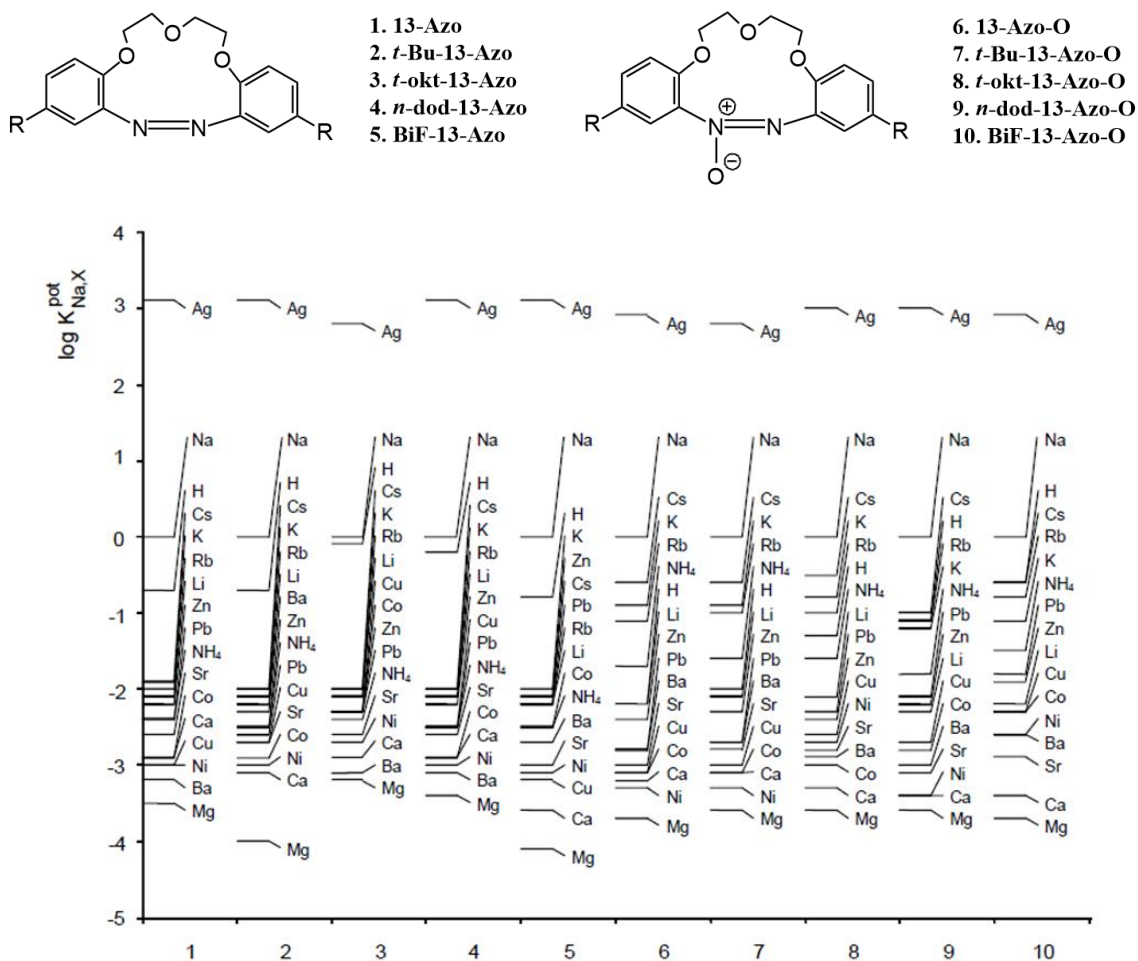 O
O
O
R
N
N
R
1. 13-Azo
2. t-Bu-13-Azo
3. t-okt-13-Azo
4. n-dod-13-Azo
5. BiF-13-Azo
O
O
O
R
N
⊕
N
R
O
⊖
6. 13-Azo-O
7. t-Bu-13-Azo-O
8. t-okt-13-Azo-O
9. n-dod-13-Azo-O
10. BiF-13-Azo-O
log K^pot_Na,X
4
3
2
1
0
-1
-2
-3
-4
-5
Ag
Na
H
Cs
K
Rb
Li
Zn
Pb
NH₄
Sr
Co
Ca
Cu
Ni
Ba
Mg
Ag
Na
H
Cs
K
Rb
Li
Ba
Zn
NH₄
Pb
Cu
Sr
Co
Ni
Ca
Mg
Ag
Na
H
Cs
K
Rb
Li
Cu
Co
Zn
Pb
NH₄
Sr
Ni
Ca
Ba
Mg
Ag
Na
H
Cs
K
Rb
Li
Zn
Cu
Pb
NH₄
Sr
Co
Ca
Ni
Ba
Mg
Ag
Na
H
K
Zn
Cs
Pb
Rb
Li
Co
NH₄
Ba
Sr
Ni
Cu
Ca
Mg
Ag
Na
Cs
K
Rb
NH₄
H
Li
Zn
Pb
Ba
Sr
Cu
Co
Ca
Ni
Mg
Ag
Na
Cs
K
Rb
NH₄
H
Li
Zn
Pb
Ba
Sr
Cu
Co
Ca
Ni
Mg
Ag
Na
Cs
K
Rb
H
NH₄
Li
Pb
Zn
Cu
Ni
Sr
Ba
Co
Ca
Mg
Ag
Na
Cs
H
Rb
K
NH₄
Pb
Zn
Li
Cu
Co
Ba
Sr
Ni
Ca
Mg
Ag
Na
H
Cs
Rb
K
NH₄
Pb
Zn
Li
Cu
Co
Ni
Ba
Sr
Ca
Mg
1
2
3
4
5
6
7
8
9
10